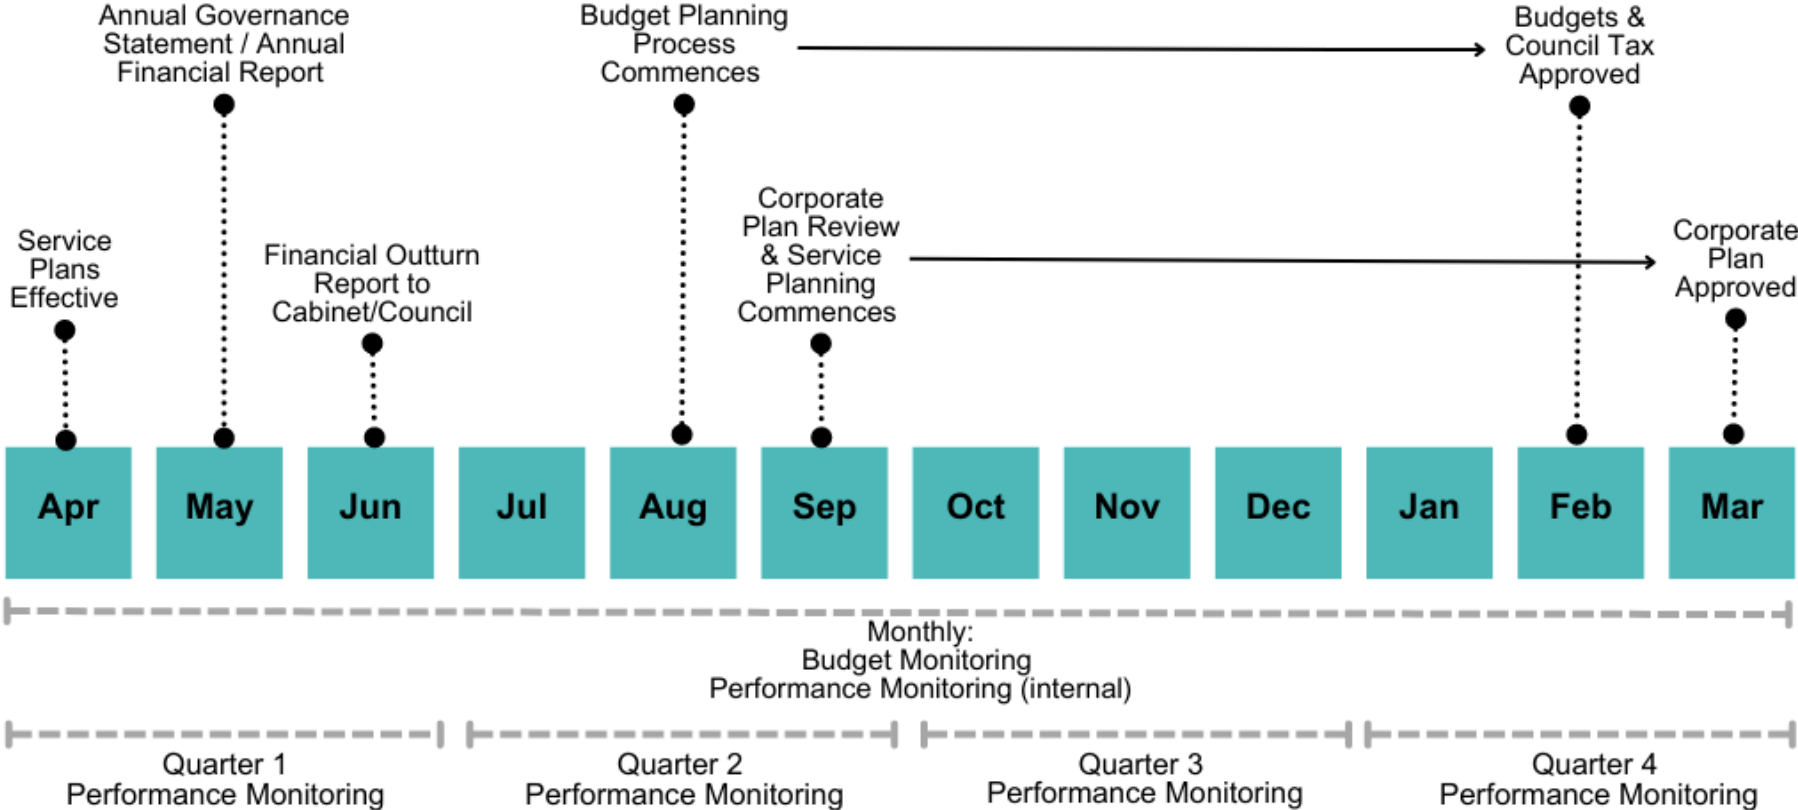 Annual Governance
Statement / Annual
Financial Report
Budget Planning
Process
Commences
Budgets &
Council Tax
Approved
Service
Plans
Effective
Financial Outturn
Report to
Cabinet/Council
Corporate
Plan Review
& Service
Planning
Commences
Corporate
Plan
Approved
Apr
May
Jun
Jul
Aug
Sep
Oct
Nov
Dec
Jan
Feb
Mar
Monthly:
Budget Monitoring
Performance Monitoring (internal)
Quarter 1
Performance Monitoring
Quarter 2
Performance Monitoring
Quarter 3
Performance Monitoring
Quarter 4
Performance Monitoring